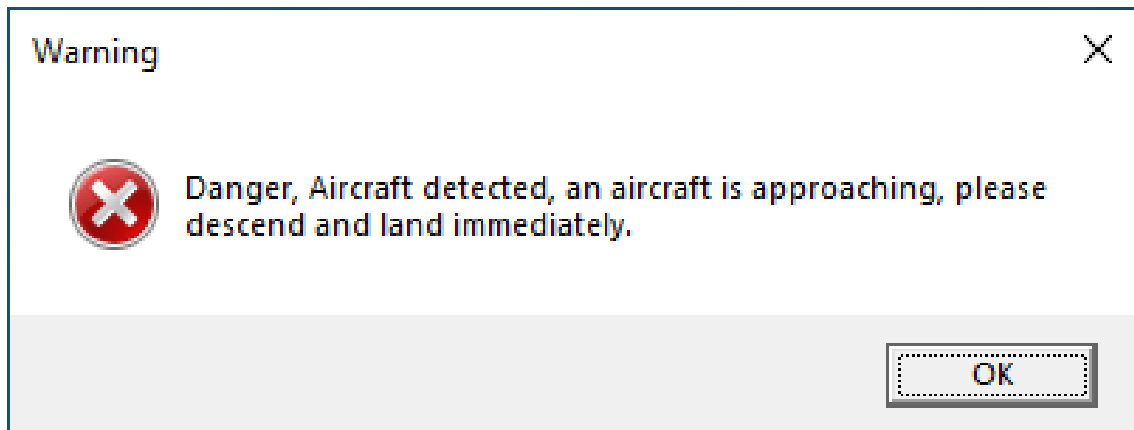 Warning
Danger, Aircraft detected, an aircraft is approaching, please
descend and land immediately.
OK